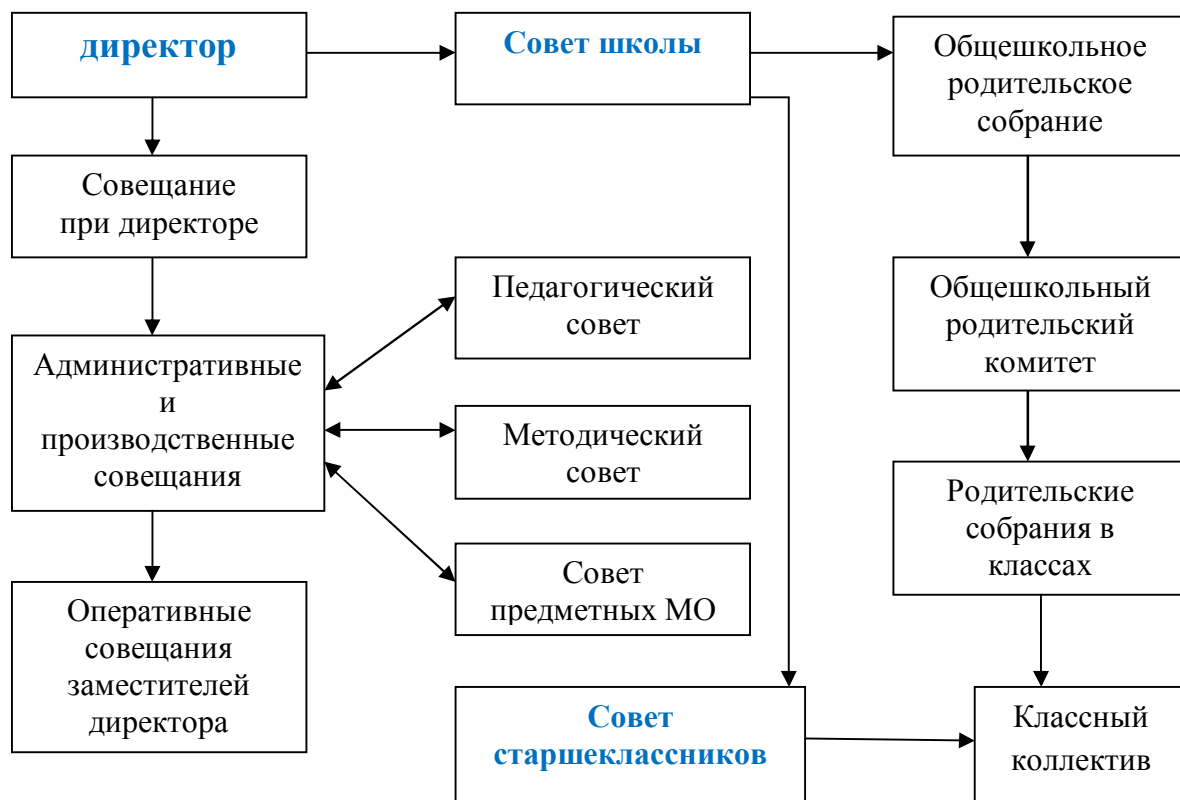 директор
Совет школы
Общешкольное
родительское
собрание
Совещание
при директоре
Педагогический
совет
Общешкольный
родительский
комитет
Административные
и
производственные
совещания
Методический
совет
Родительские
собрания в
классах
Совет
предметных МО
Оперативные
совещания
заместителей
директора
Совет
старшеклассников
Классный
коллектив